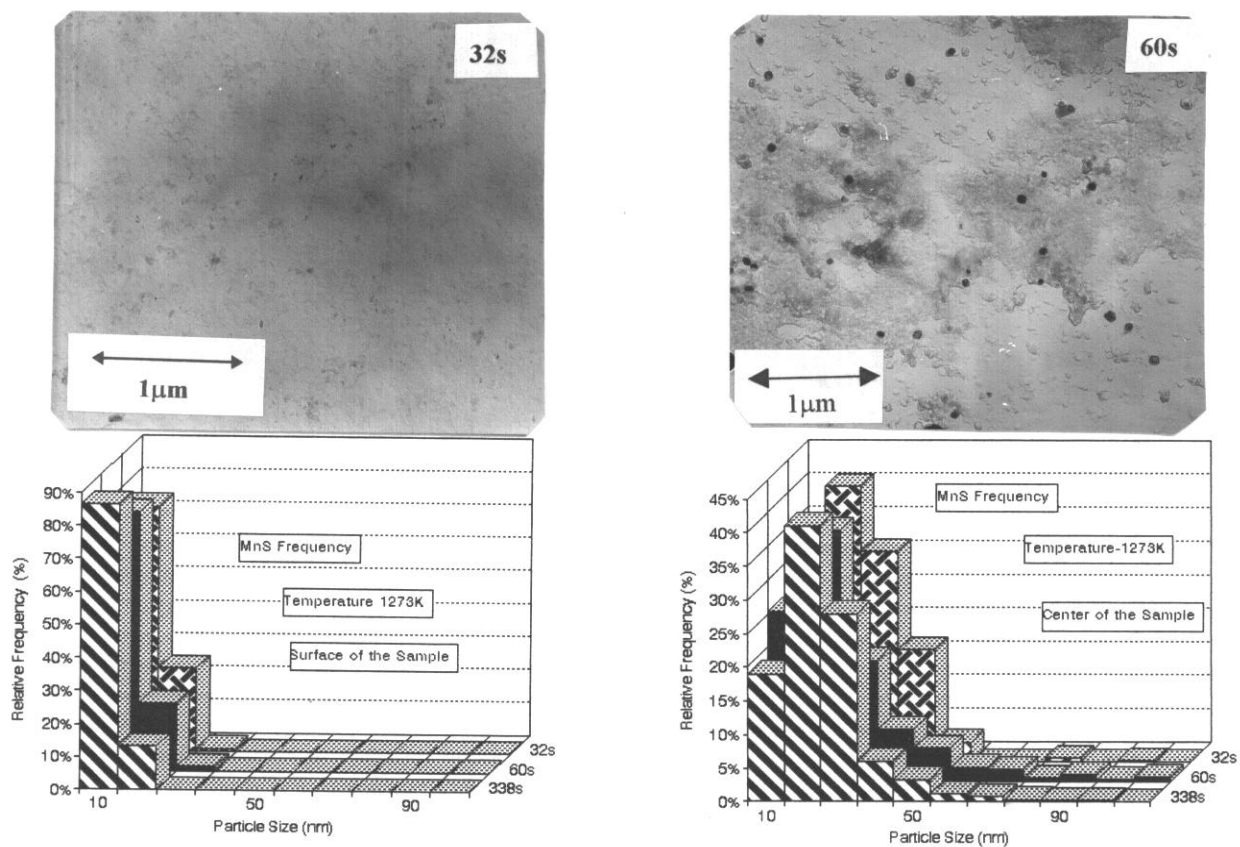 32s
1μm
60s
1μm
90%
80%
70%
60%
50%
40%
30%
20%
10%
0%
Relative Frequency (%)
MnS Frequency
Temperature 1273K
Surface of the Sample
32s
60s
338s
10
50
90
Particle Size (nm)
45%
40%
35%
30%
25%
20%
15%
10%
5%
0%
Relative Frequency (%)
MnS Frequency
Temperature-1273K
Center of the Sample
32s
60s
338s
10
50
90
Particle Size (nm)